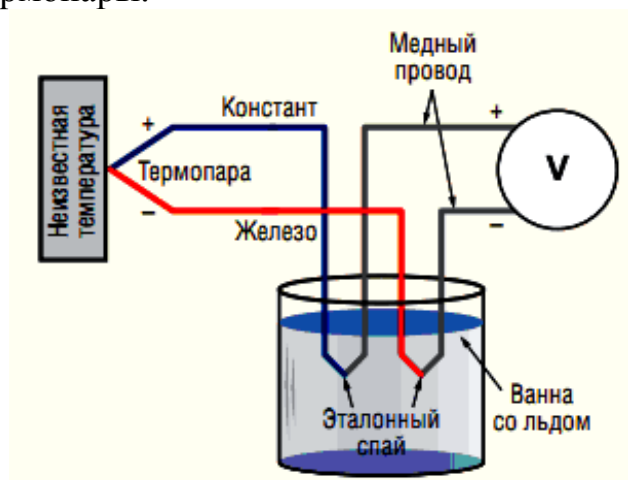 рмопары.
Медный
провод
Констант
+
+
V
Неизвестная
температура
Термопара
–
–
Железо
Эталонный
спай
Ванна
со льдом